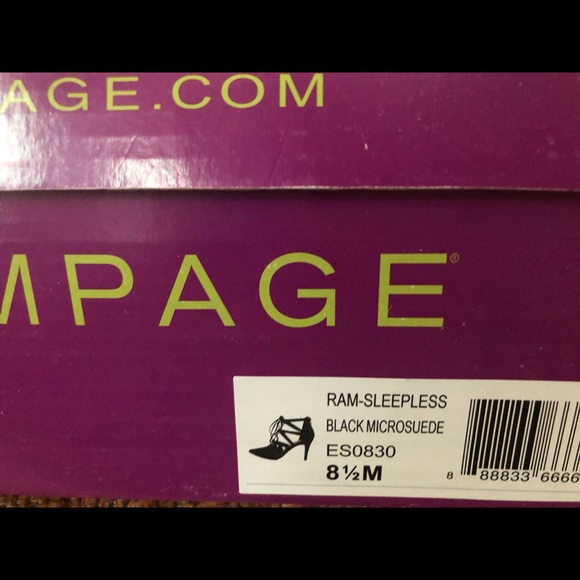 AGE.COM
MPAGE®
RAM-SLEEPLESS
BLACK MICROSUEDE
ES0830
8½M
8 88833 6666